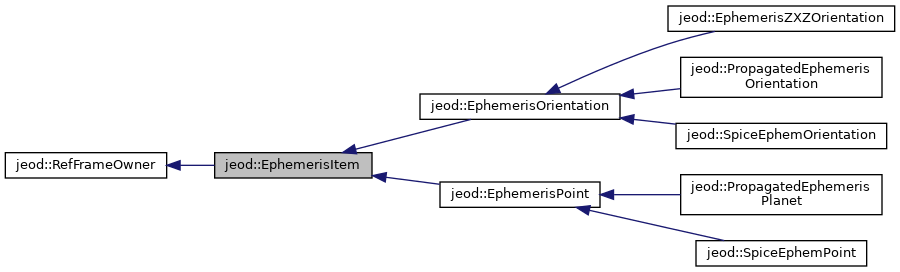 jeod::EphemerisZXZOrientation
jeod::PropagatedEphemeris
Orientation
jeod::EphemerisOrientation
jeod::SpiceEphemOrientation
jeod::RefFrameOwner
jeod::EphemerisItem
jeod::EphemerisPoint
jeod::PropagatedEphemeris
Planet
jeod::SpiceEphemPoint